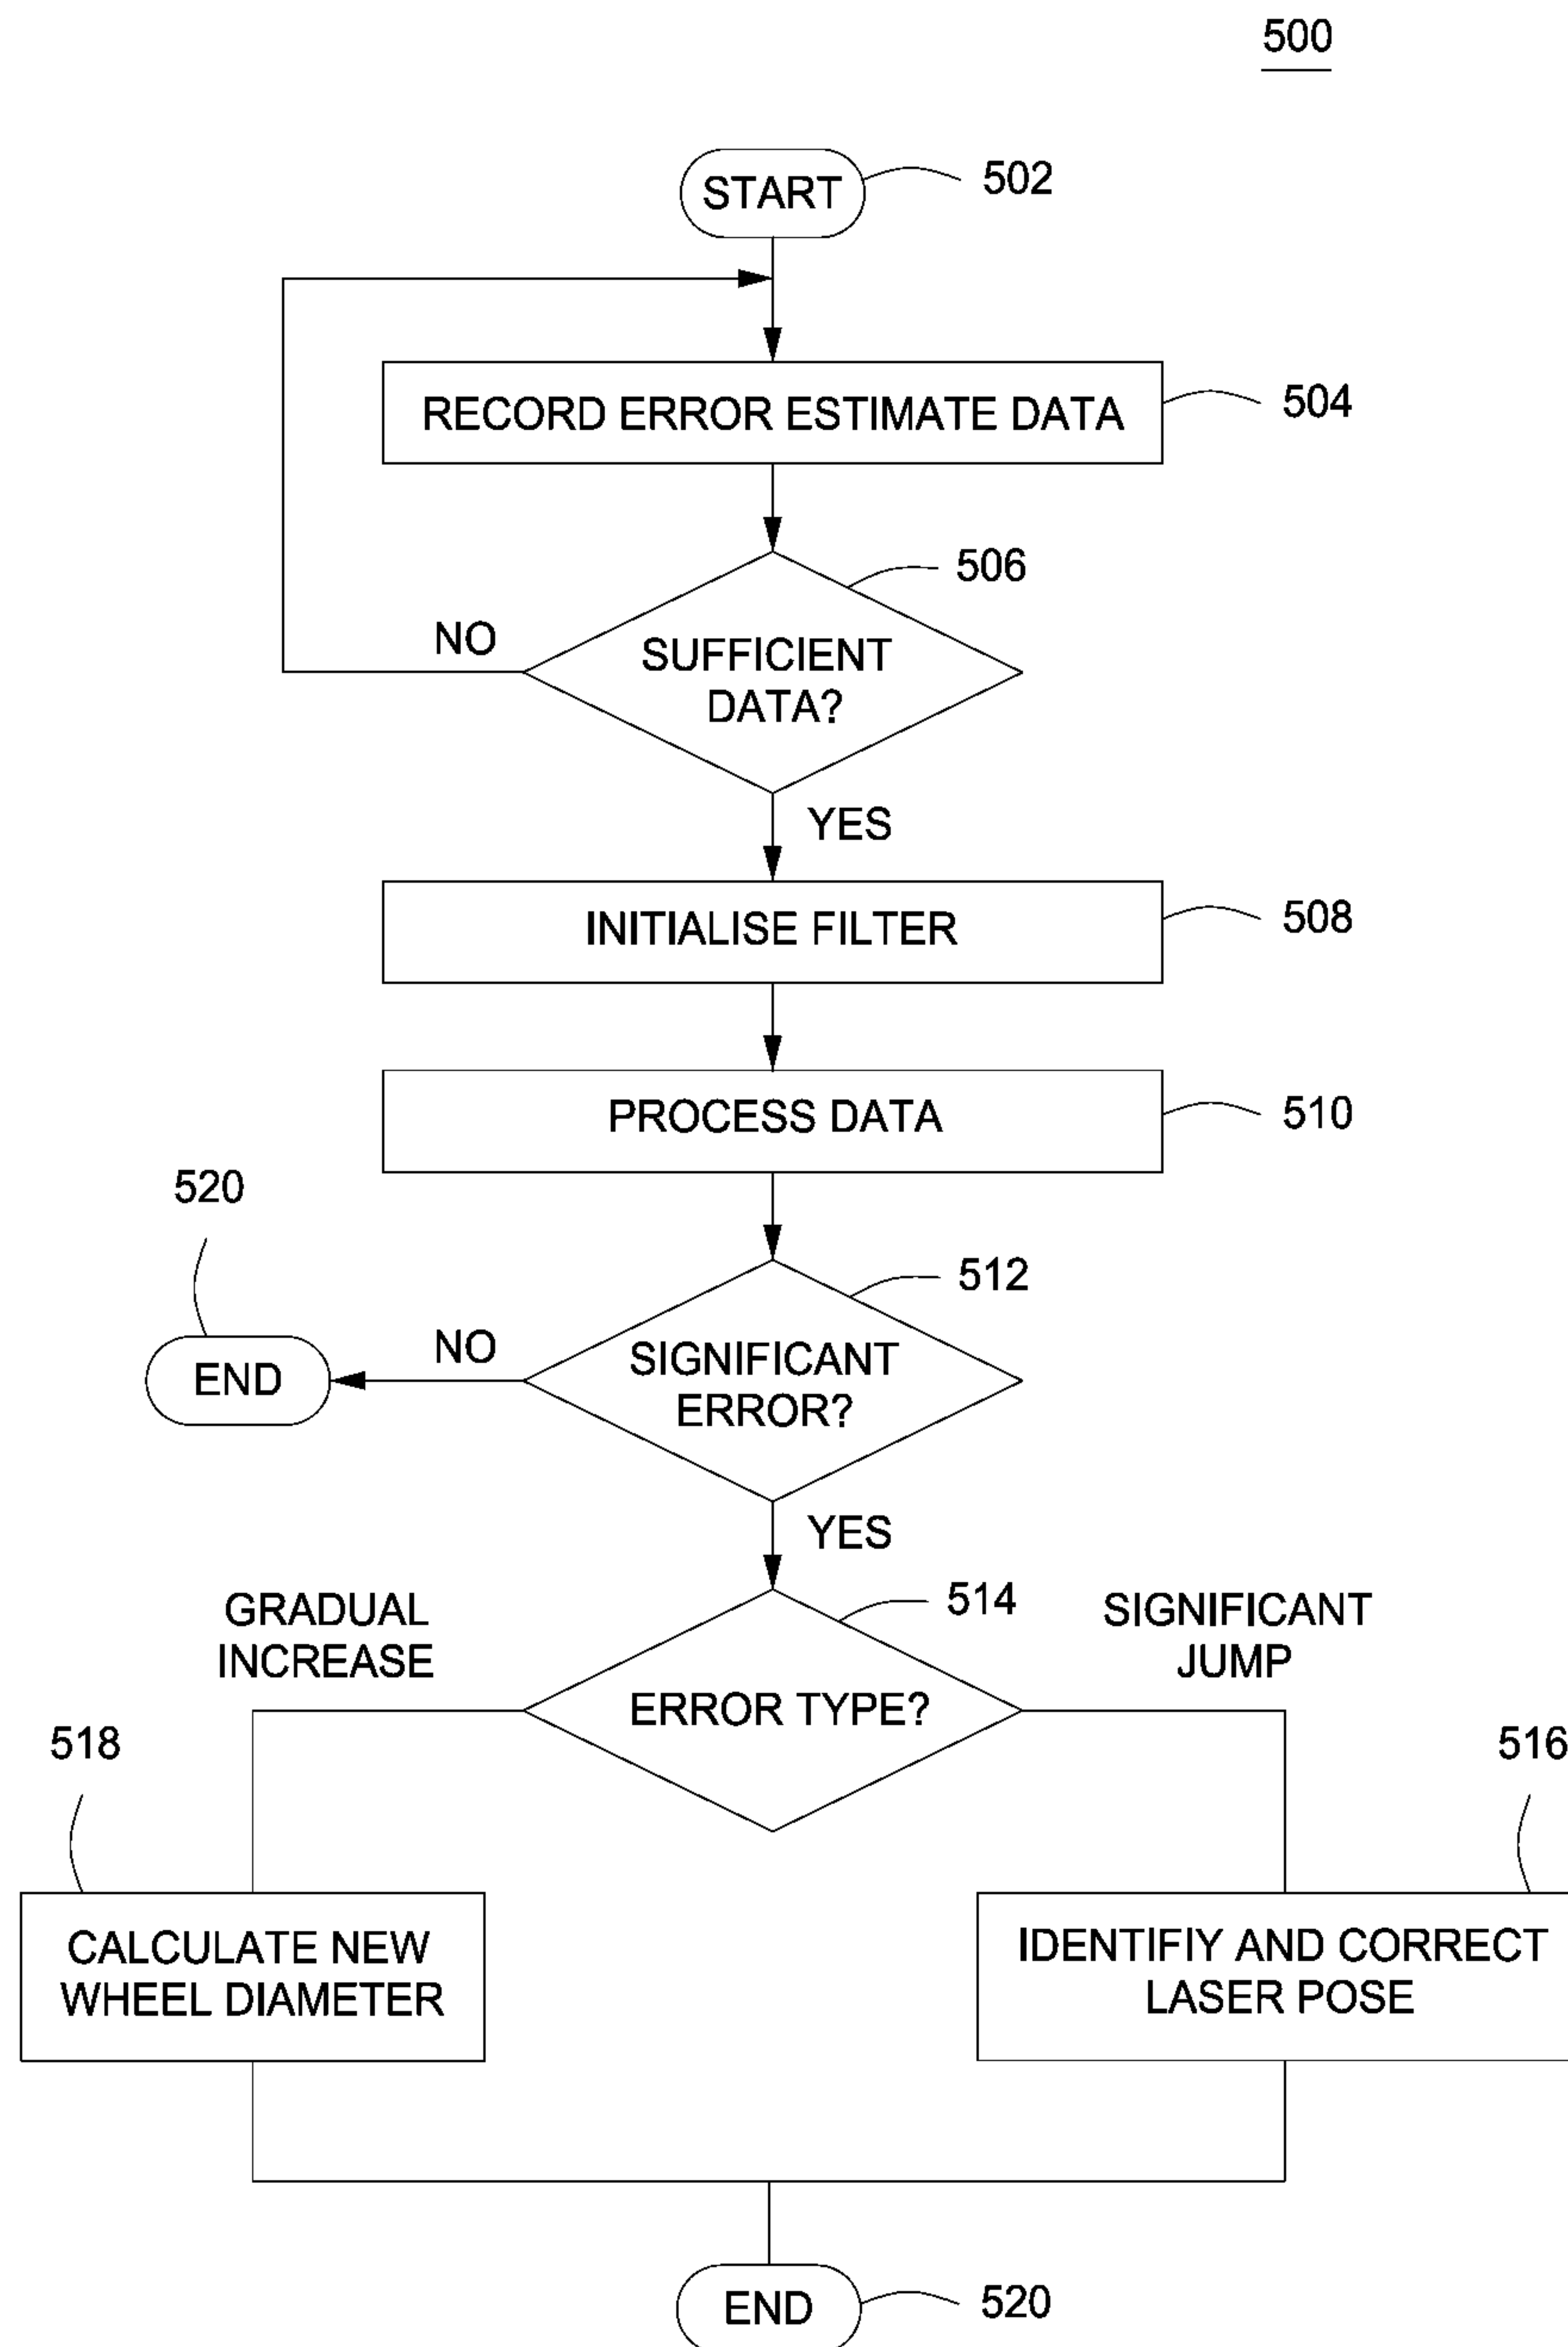 500
START
502
RECORD ERROR ESTIMATE DATA
504
506
NO
SUFFICIENT
DATA?
YES
INITIALISE FILTER
508
PROCESS DATA
510
520
512
END
NO
SIGNIFICANT
ERROR?
YES
514
GRADUAL
INCREASE
SIGNIFICANT
JUMP
ERROR TYPE?
518
516
CALCULATE NEW
WHEEL DIAMETER
IDENTIFIY AND CORRECT
LASER POSE
END
520